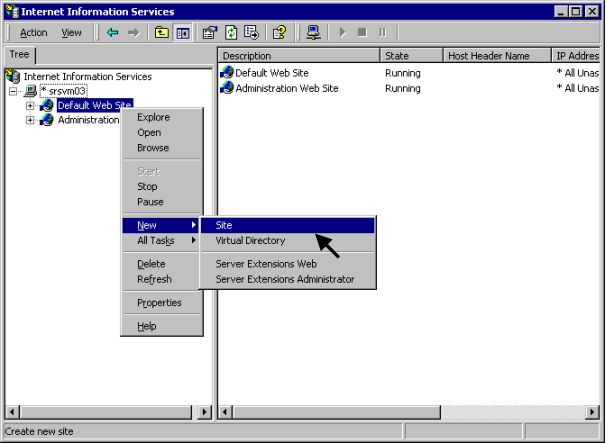 Internet Information Services
Action View
Tree
Description State Host Header Name IP Addres
Internet Information Services
* srsvm03
Default Web Site
Administration
Default Web Site Running * All Unas
Administration Web Site Running * All Unas
Explore
Open
Browse
Start
Stop
Pause
New
All Tasks
Delete
Refresh
Properties
Help
Site
Virtual Directory
Server Extensions Web
Server Extensions Administrator
Create new site